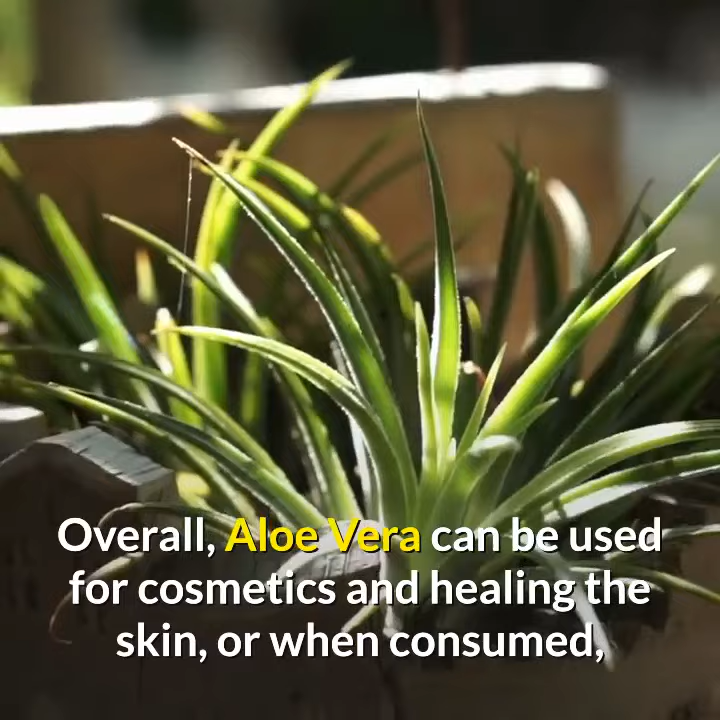 Overall, Aloe Vera can be used
for cosmetics and healing the
skin, or when consumed,